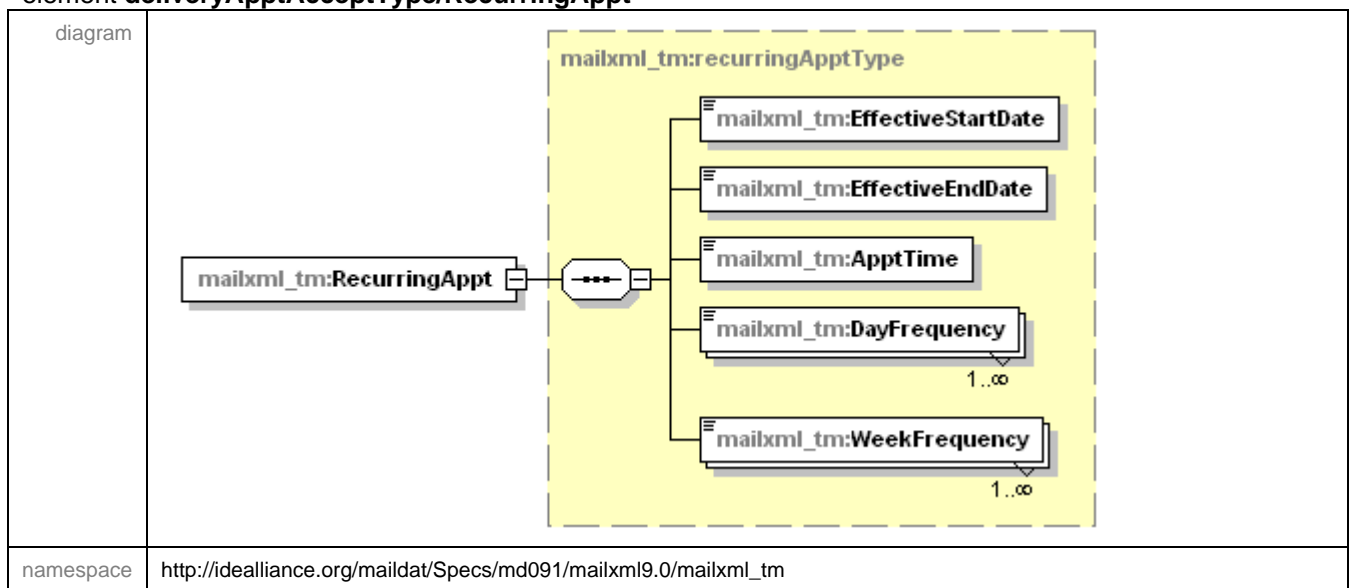 element deliveryApptAcceptType/RecurringAppt
diagram
mailxml_tm:recurringApptType
mailxml_tm:EffectiveStartDate
mailxml_tm:EffectiveEndDate
mailxml_tm:ApptTime
mailxml_tm:RecurringAppt
mailxml_tm:DayFrequency
1..∞
mailxml_tm:WeekFrequency
1..∞
namespace http://idealliance.org/maildat/Specs/md091/mailxml9.0/mailxml_tm